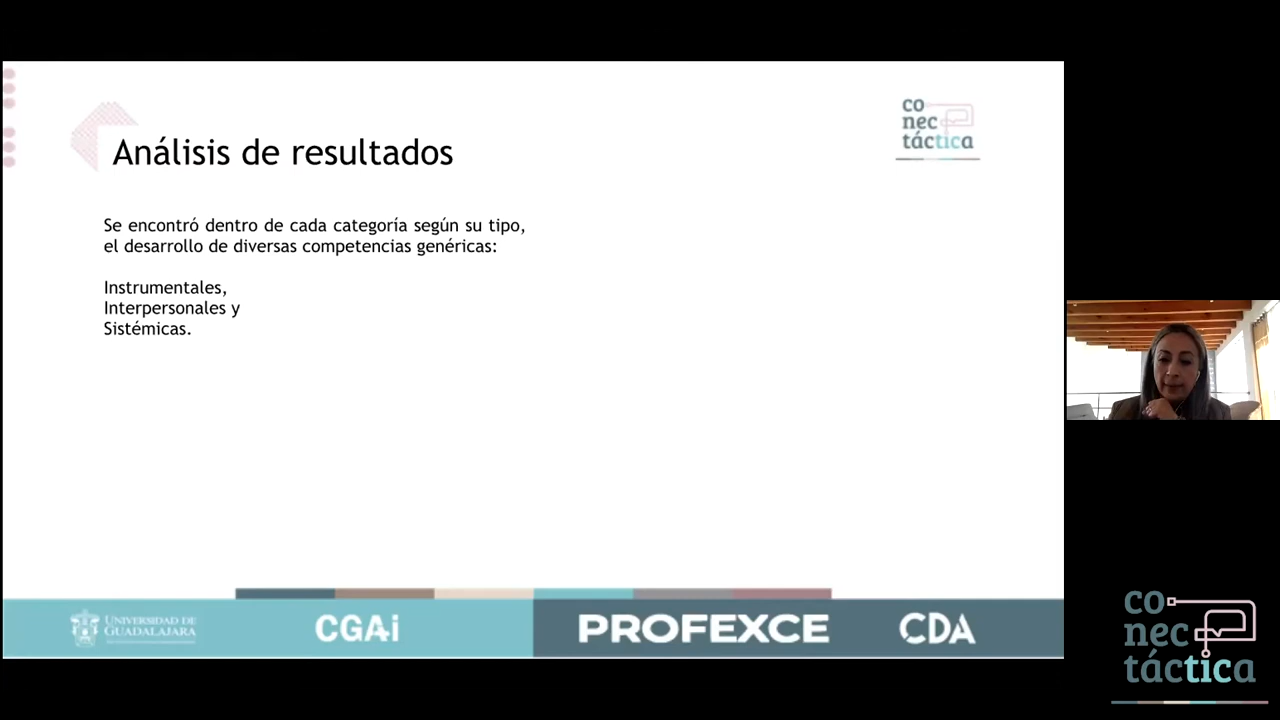 Análisis de resultados
co
nec
táctica
Se encontró dentro de cada categoría según su tipo,
el desarrollo de diversas competencias genéricas:
Instrumentales,
Interpersonales y
Sistémicas.
UNIVERSIDAD DE
GUADALAJARA
CGAi
PROFEXCE
CDA
co
nec
táctica